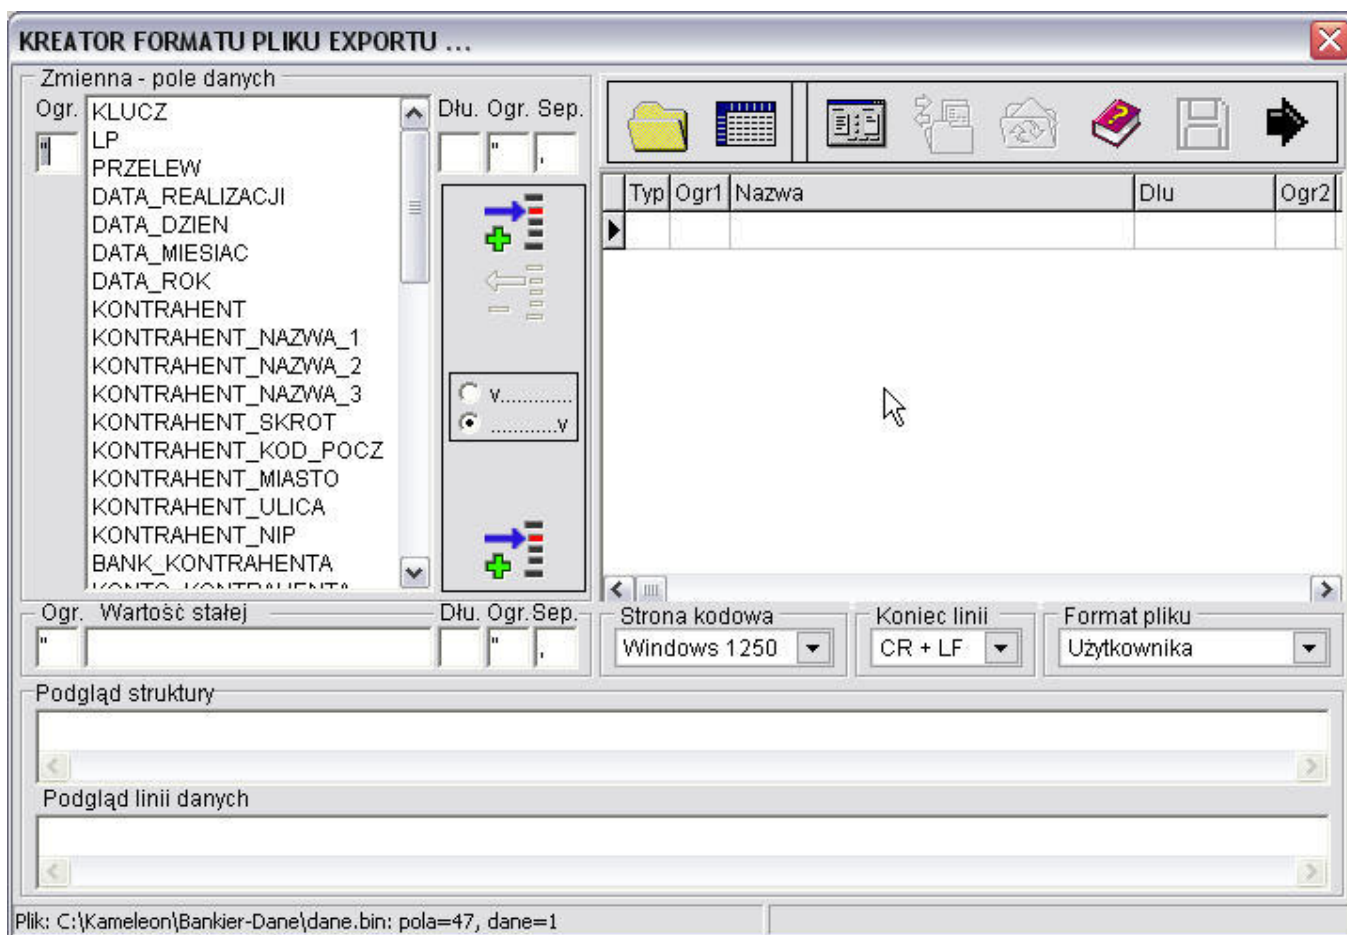 KREATOR FORMATU PLIKU EXPORTU ...
Zmienna - pole danych
Ogr.
"
KLUCZ
LP
PRZELEW
DATA_REALIZACJI
DATA_DZIEN
DATA_MIESIAC
DATA_ROK
KONTRAHENT
KONTRAHENT_NAZWA_1
KONTRAHENT_NAZWA_2
KONTRAHENT_NAZWA_3
KONTRAHENT_SKROT
KONTRAHENT_KOD_POCZ
KONTRAHENT_MIASTO
KONTRAHENT_ULICA
KONTRAHENT_NIP
BANK_KONTRAHENTA
KONTO_KONTRAHENTA
Dłu. Ogr. Sep.
" ,
v.............
............v
Typ Ogr1 Nazwa Dlu Ogr2
Ogr. Wartość stałej Dłu. Ogr. Sep.
" " ,
Strona kodowa
Windows 1250
Koniec linii
CR + LF
Format pliku
Użytkownika
Podgląd struktury
Podgląd linii danych
Plik: C:\Kameleon\Bankier-Dane\dane.bin: pola=47, dane=1